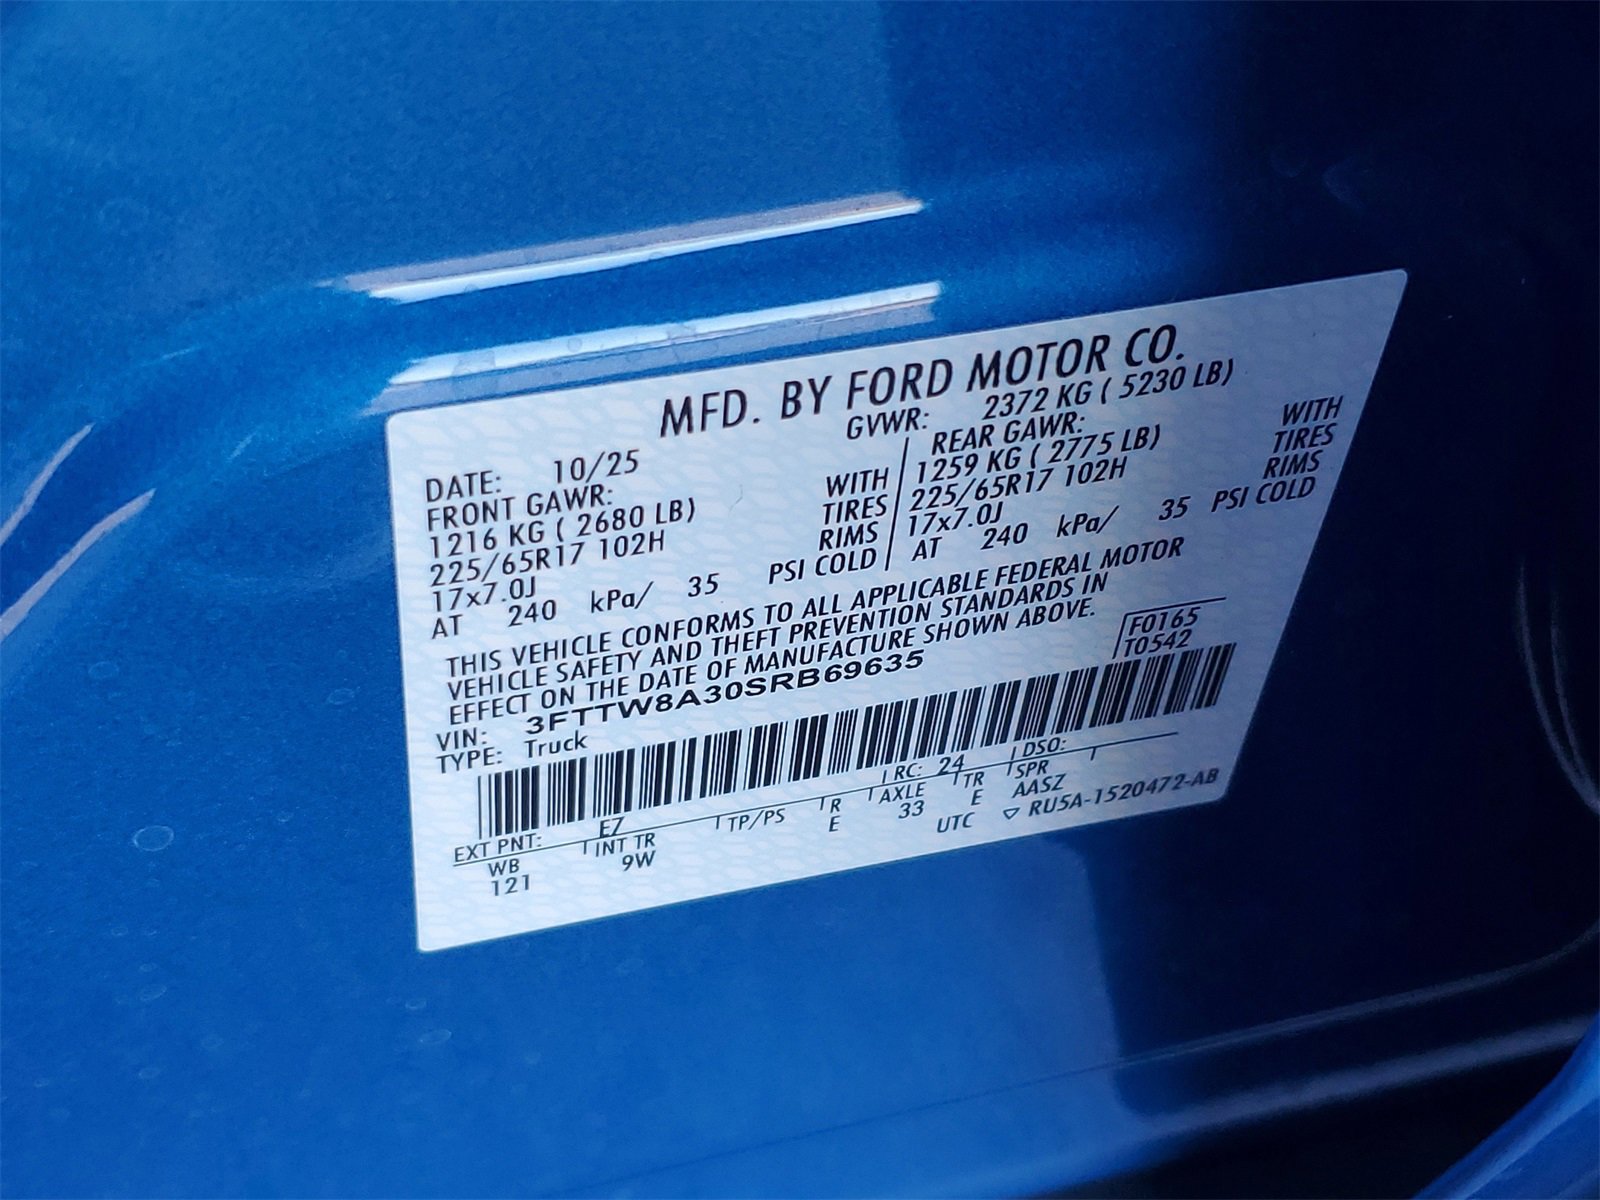 MFD. BY FORD MOTOR CO.
DATE: 10/25 GVWR: 2372 KG ( 5230 LB)
FRONT GAWR: REAR GAWR:
1216 KG ( 2680 LB) WITH 1259 KG ( 2775 LB) WITH
225/65R17 102H TIRES 225/65R17 102H TIRES
17x7.0J RIMS 17x7.0J RIMS
AT 240 kPa/ 35 PSI COLD AT 240 kPa/ 35 PSI COLD
THIS VEHICLE CONFORMS TO ALL APPLICABLE FEDERAL MOTOR
VEHICLE SAFETY AND THEFT PREVENTION STANDARDS IN
EFFECT ON THE DATE OF MANUFACTURE SHOWN ABOVE.
VIN: 3FTTW8A30SRB69635 F0165
TYPE: Truck T0542
EXT PNT: EZ RC: 24 DSO:
WB INT TR TP/PS R AXLE TR SPR
121 9W E 33 E AASZ
UTC ▽ RU5A-1520472-AB